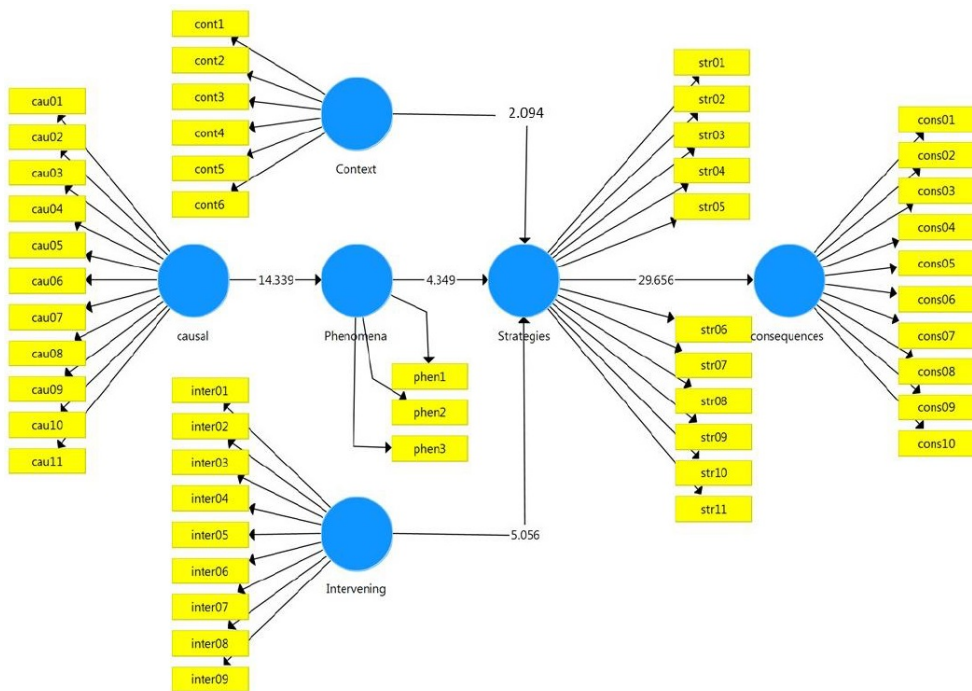 cont1
cont2
cont3
cont4
cont5
cont6
Context
2.094
cau01
cau02
cau03
cau04
cau05
cau06
cau07
cau08
cau09
cau10
cau11
causal
14.339
Phenomena
4.349
phen1
phen2
phen3
inter01
inter02
inter03
inter04
inter05
inter06
inter07
inter08
inter09
Intervening
5.056
Strategies
str01
str02
str03
str04
str05
29.656
str06
str07
str08
str09
str10
str11
consequences
cons01
cons02
cons03
cons04
cons05
cons06
cons07
cons08
cons09
cons10